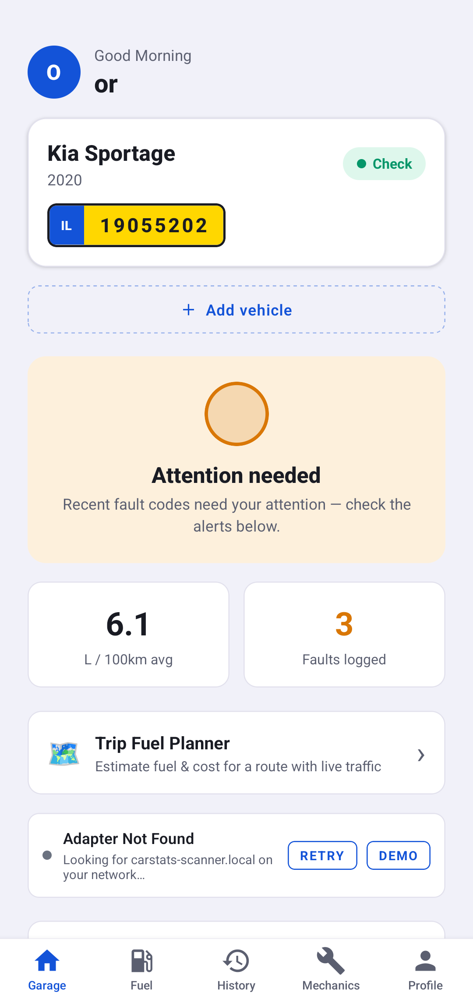 O
Good Morning
or
Kia Sportage
2020
Check
IL 19055202
+ Add vehicle
Attention needed
Recent fault codes need your attention — check the
alerts below.
6.1
L / 100km avg
3
Faults logged
Trip Fuel Planner
Estimate fuel & cost for a route with live traffic
Adapter Not Found
Looking for carstats-scanner.local on
your network...
RETRY
DEMO
Garage
Fuel
History
Mechanics
Profile